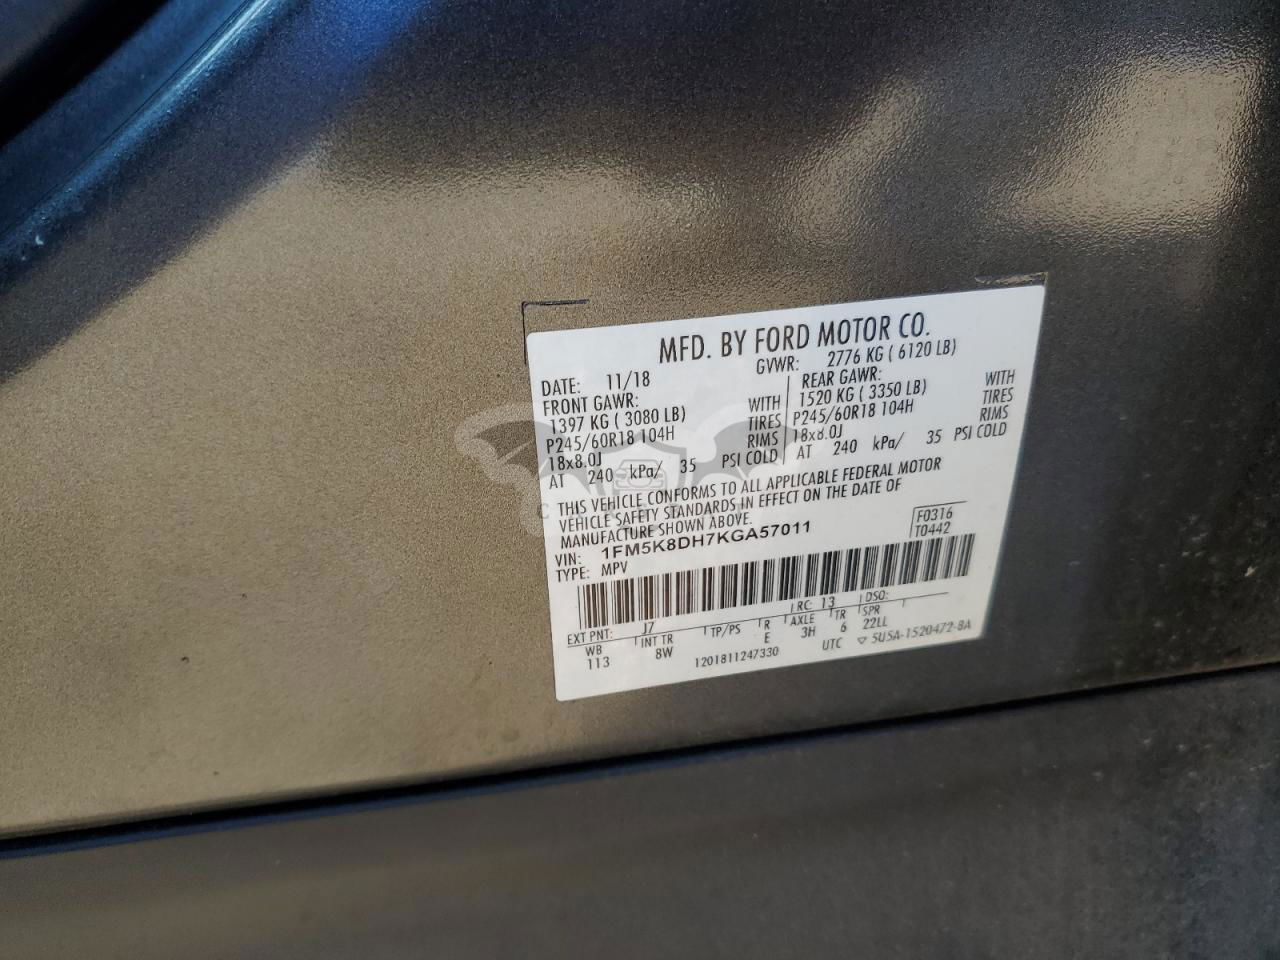 MFD. BY FORD MOTOR CO.
DATE: 11/18 GVWR: 2776 KG ( 6120 LB)
FRONT GAWR: REAR GAWR:
1397 KG ( 3080 LB) WITH 1520 KG ( 3350 LB) WITH
P245/60R18 104H TIRES P245/60R18 104H TIRES
18x8.0J RIMS 18x8.0J RIMS
AT 240 kPa/ 35 PSI COLD AT 240 kPa/ 35 PSI COLD
THIS VEHICLE CONFORMS TO ALL APPLICABLE FEDERAL MOTOR
VEHICLE SAFETY STANDARDS IN EFFECT ON THE DATE OF
MANUFACTURE SHOWN ABOVE.
VIN: 1FM5K8DH7KGA57011 F0316
TYPE: MPV T0442
EXT PNT: J7 RC: 13 DSO:
WB INT TR TP/PS R AXLE TR SPR
113 8W E 3H 6 22LL
1201811247330 UTC ▽ 5U5A-1520472-BA